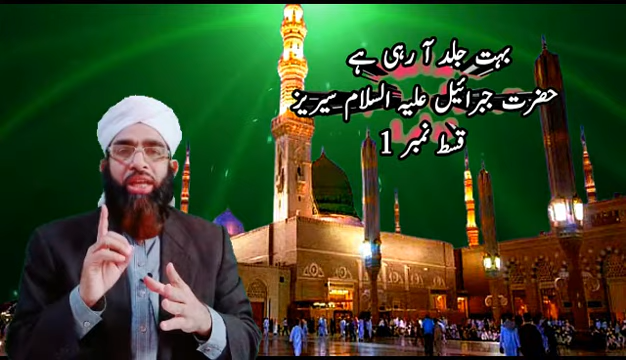 بہت جلد آ رہی ہے
حضرت جبرائیل علیہ السلام سیریز
قسط نمبر 1